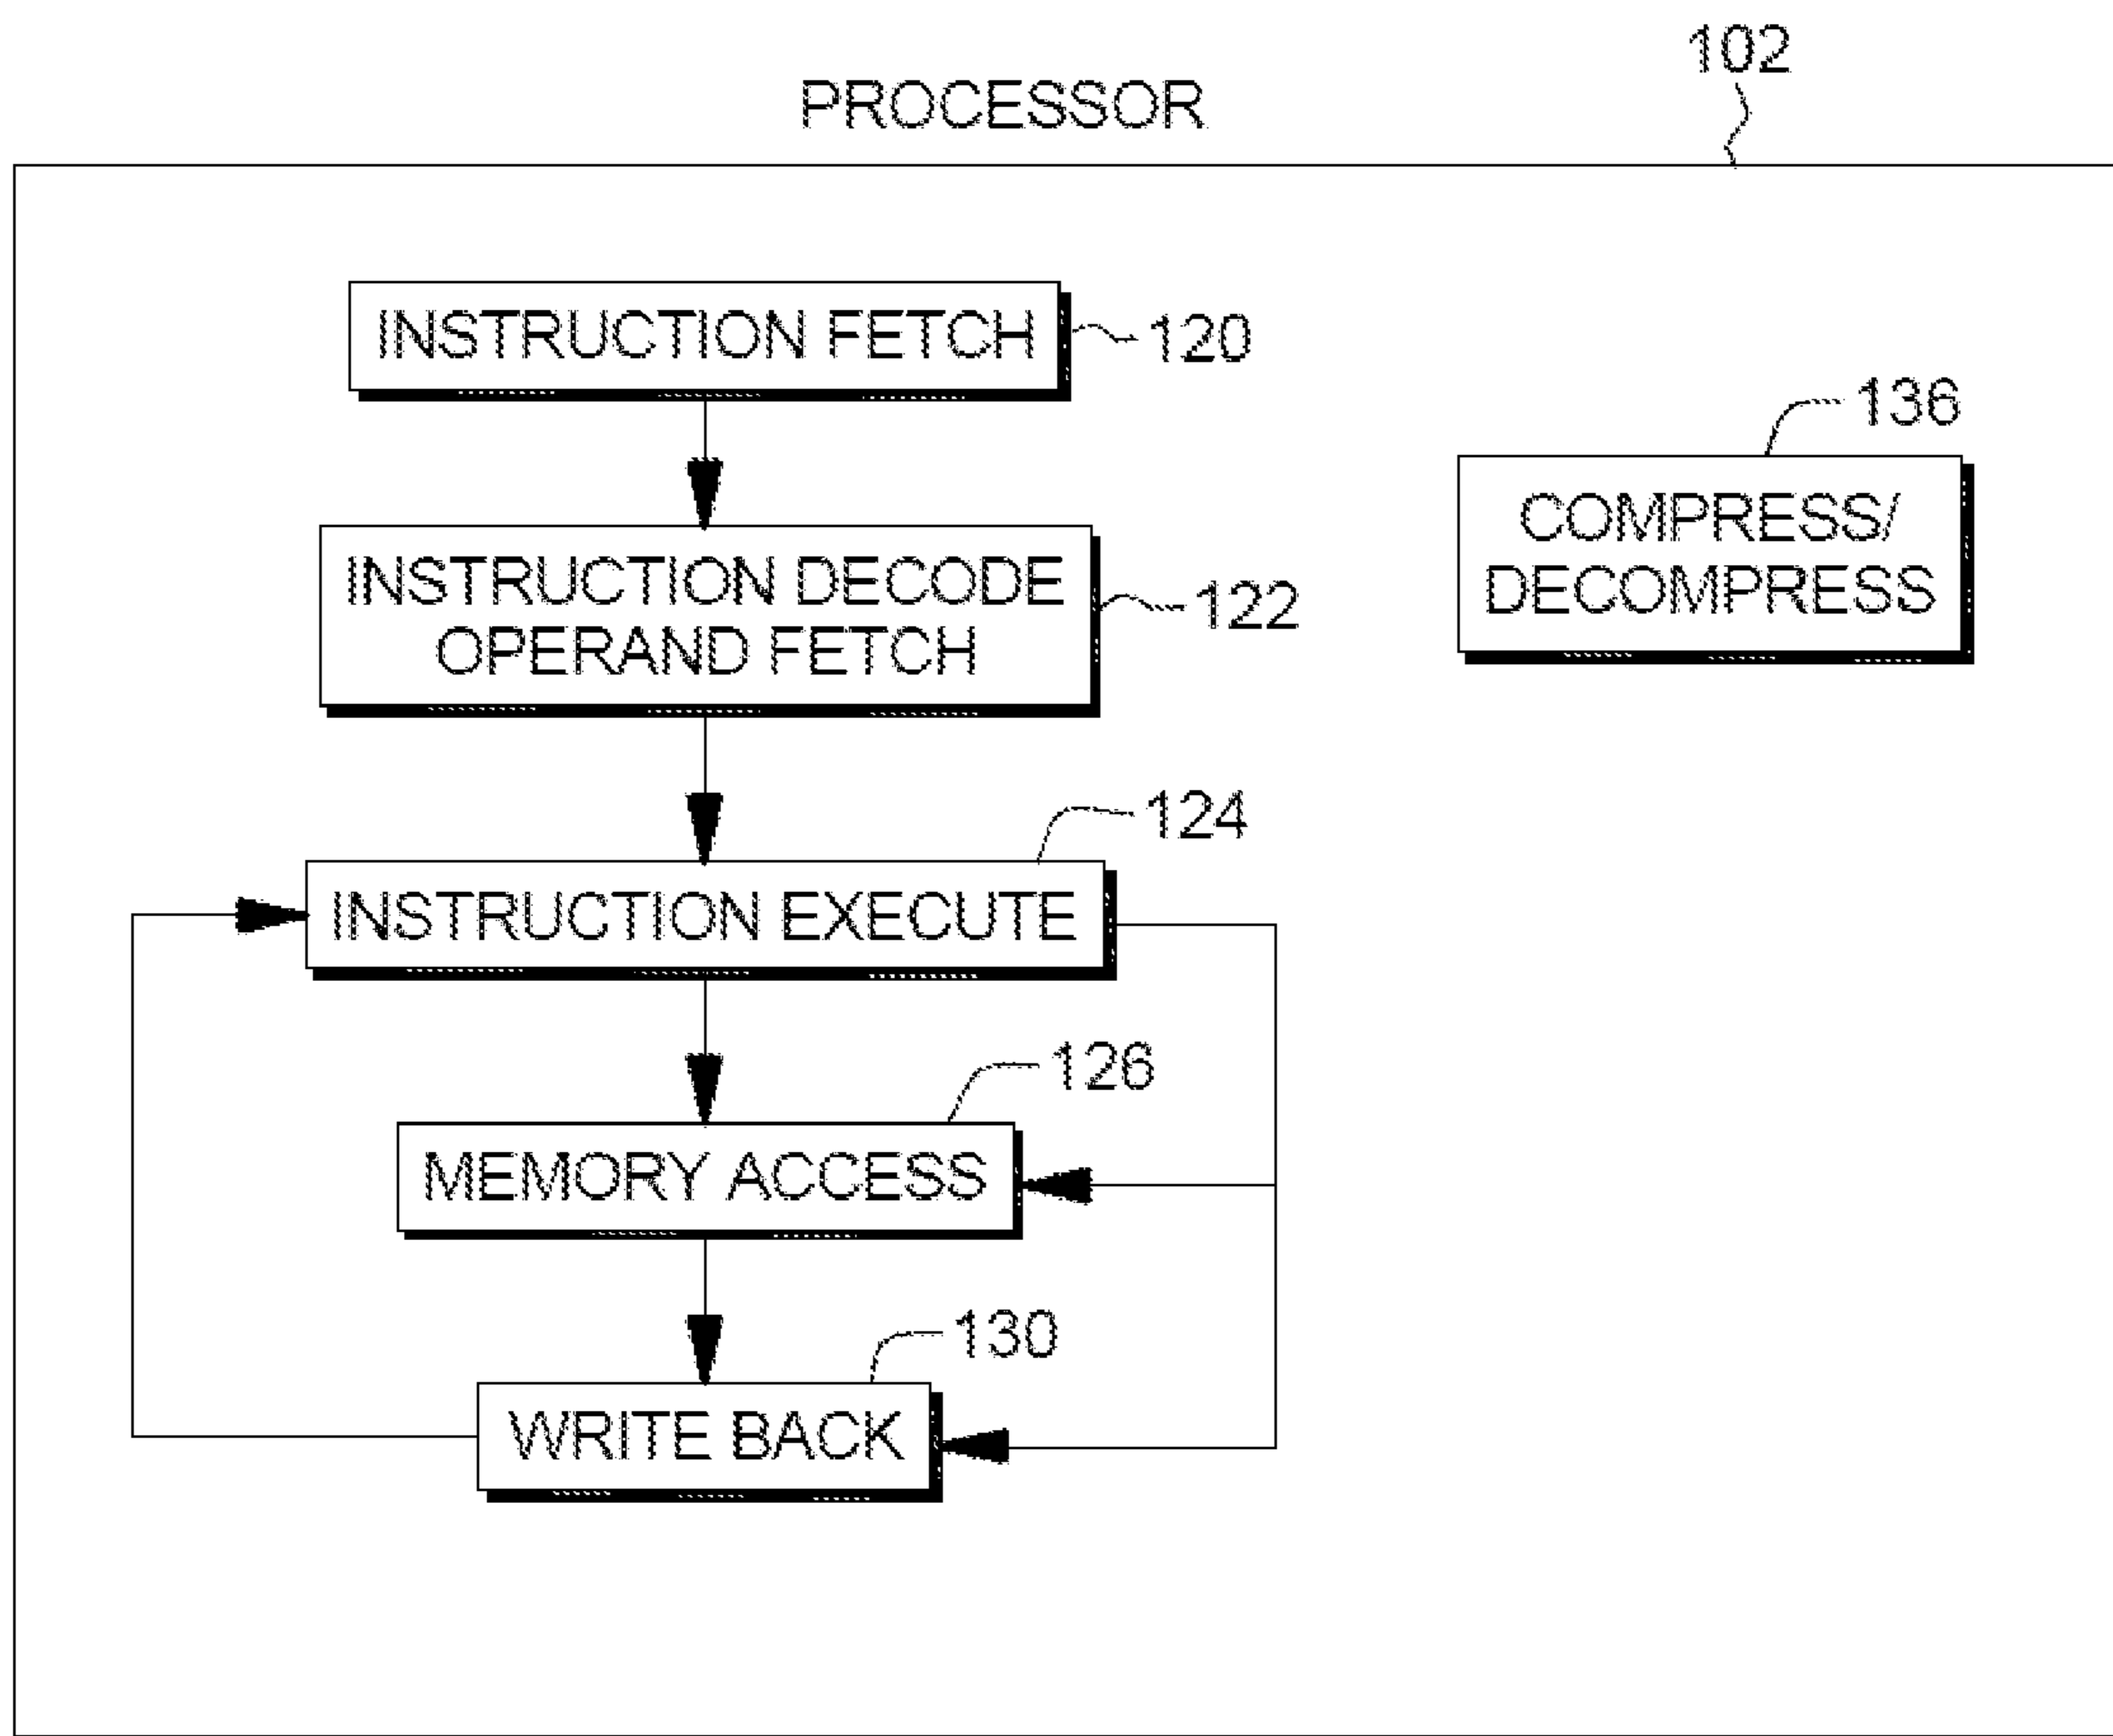 102
PROCESSOR
INSTRUCTION FETCH
120
136
COMPRESS/
DECOMPRESS
INSTRUCTION DECODE
OPERAND FETCH
122
124
INSTRUCTION EXECUTE
126
MEMORY ACCESS
130
WRITE BACK